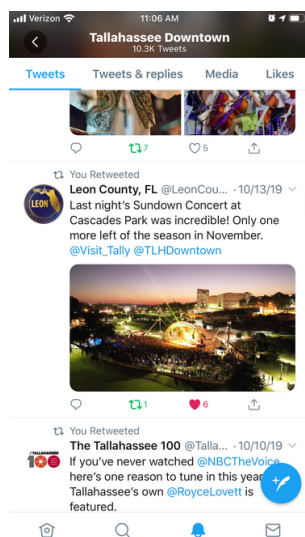 Verizon 11:06 AM
Tallahassee Downtown
10.3K Tweets
Tweets Tweets & replies Media Likes
7 5
You Retweeted
Leon County, FL @LeonCou... · 10/13/19
LEON
Last night's Sundown Concert at
Cascades Park was incredible! Only one
more left of the season in November.
@Visit_Tally @TLHDowntown
1 6
You Retweeted
The Tallahassee 100 @Talla... · 10/10/19
TALLAHASSEE
100
If you've never watched @NBCTheVoice
here's one reason to tune in this year
Tallahassee's own @RoyceLovett is
featured.